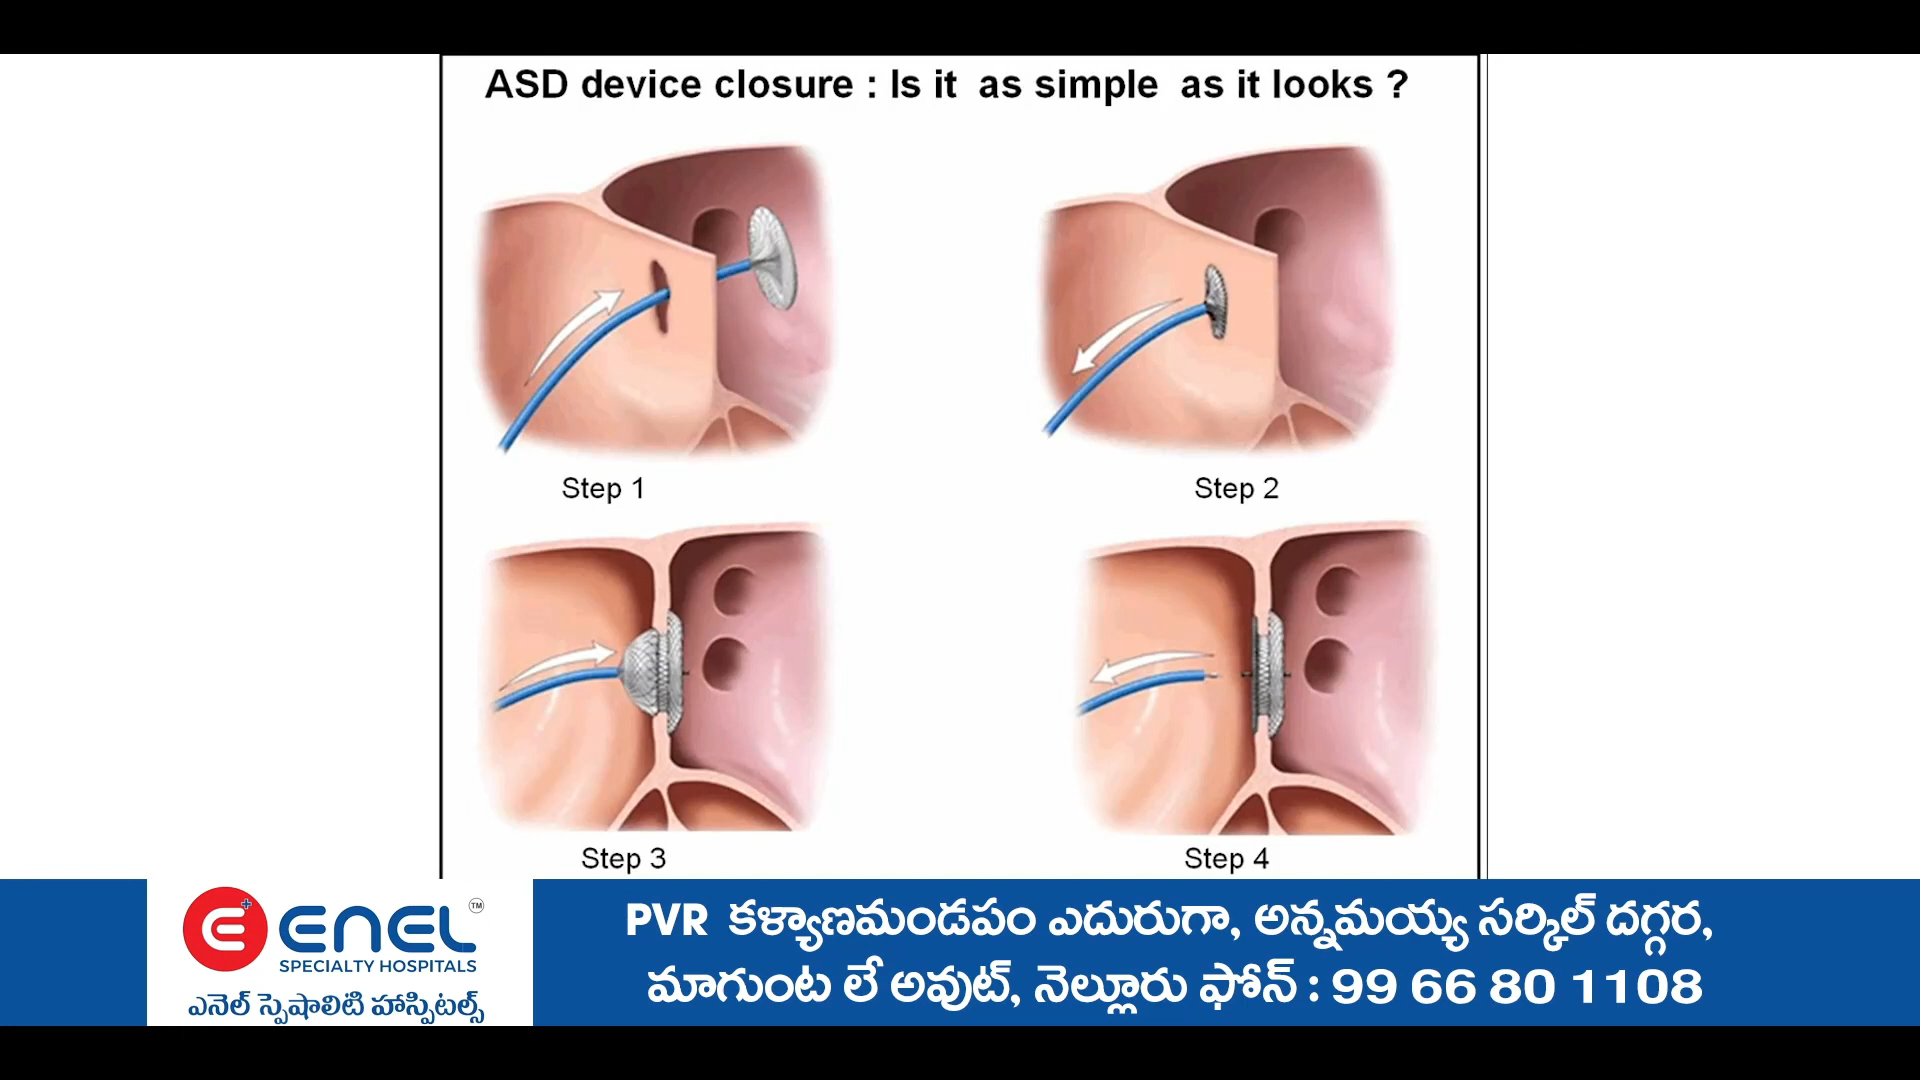 ASD device closure : Is it as simple as it looks ?
Step 1
Step 2
Step 3
Step 4
ENEL TM
SPECIALTY HOSPITALS
ఎనెల్ స్పెషాలిటి హాస్పిటల్స్
PVR కళ్యాణమండపం ఎదురుగా, అన్నమయ్య సర్కిల్ దగ్గర,
మాగుంట లే అవుట్, నెల్లూరు ఫోన్ : 99 66 80 1108